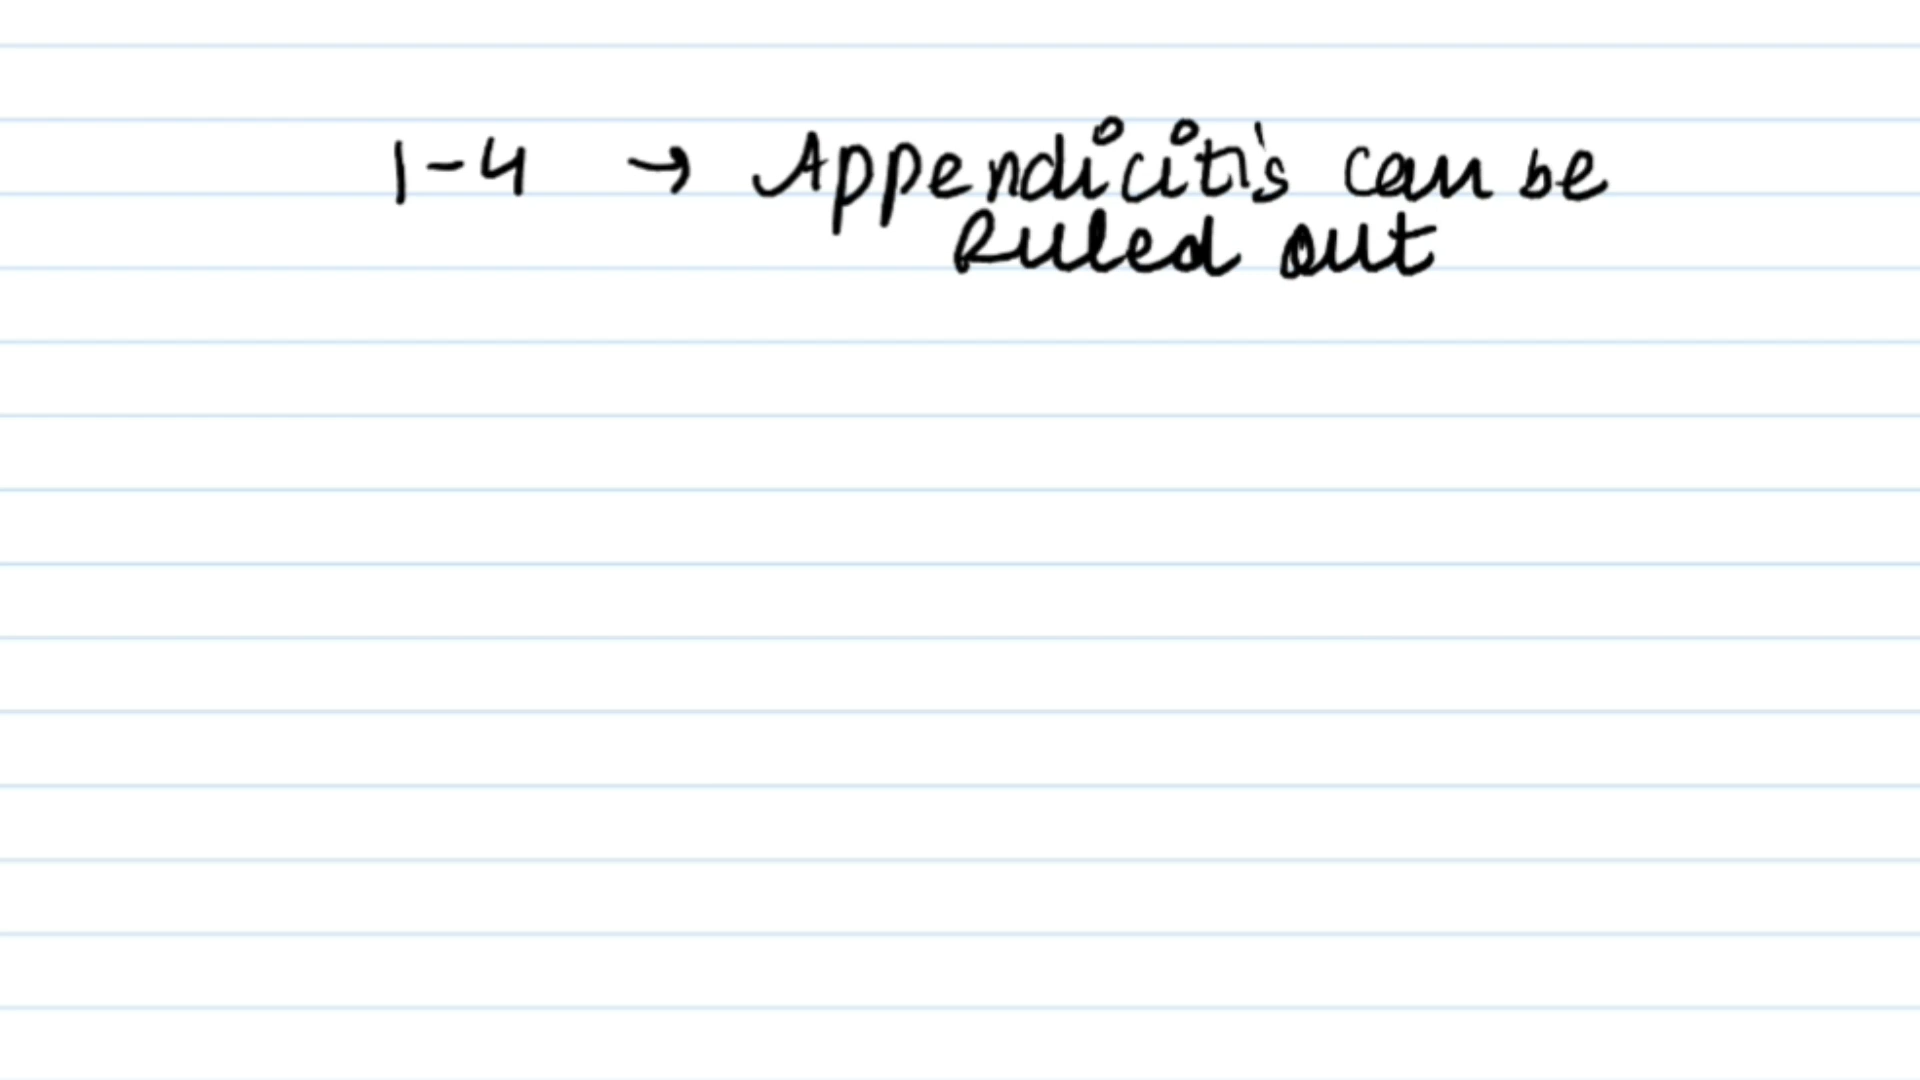 1-4 → Appendicitis can be
Ruled out